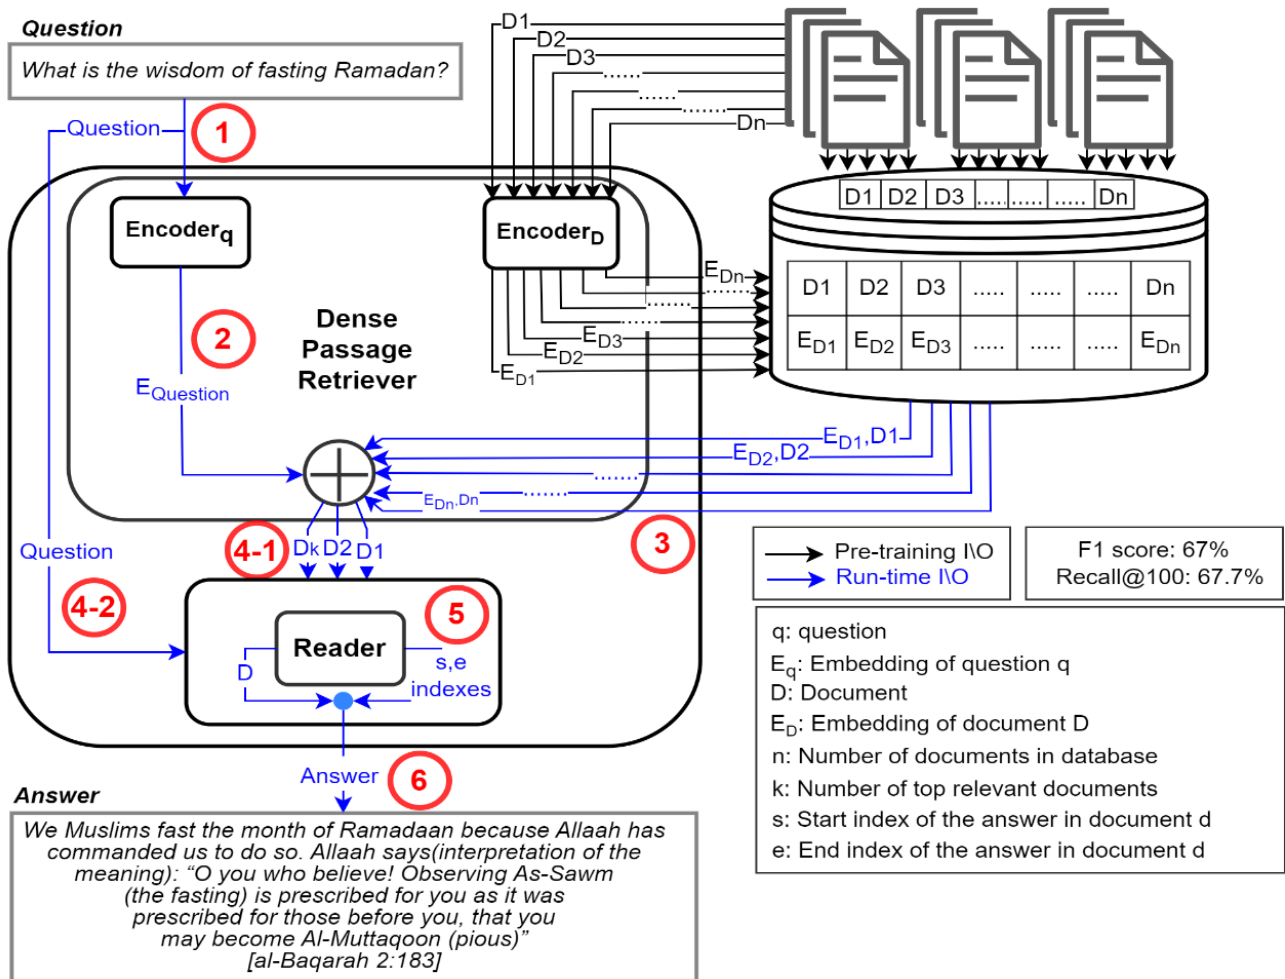 Question
What is the wisdom of fasting Ramadan?
Question
1
D1
D2
D3
......
......
.......
Dn
D1 D2 D3 ..... ..... ..... Dn
Encoderq
EncoderD
D1 D2 D3 ..... ..... ..... Dn
ED1 ED2 ED3 ..... ..... ..... EDn
EDn
.......
.......
ED3
ED2
ED1
2
Dense
Passage
Retriever
EQuestion
ED1,D1
ED2,D2
.......
.......
EDn,Dn
3
Question
4-1
Dk D2 D1
4-2
5
Reader
D
s,e
indexes
Answer
6
Pre-training I\O
Run-time I\O
F1 score: 67%
Recall@100: 67.7%
q: question
Eq: Embedding of question q
D: Document
ED: Embedding of document D
n: Number of documents in database
k: Number of top relevant documents
s: Start index of the answer in document d
e: End index of the answer in document d
Answer
We Muslims fast the month of Ramadaan because Allaah has
commanded us to do so. Allaah says(interpretation of the
meaning): “O you who believe! Observing As-Sawm
(the fasting) is prescribed for you as it was
prescribed for those before you, that you
may become Al-Muttaqoon (pious)”
[al-Baqarah 2:183]